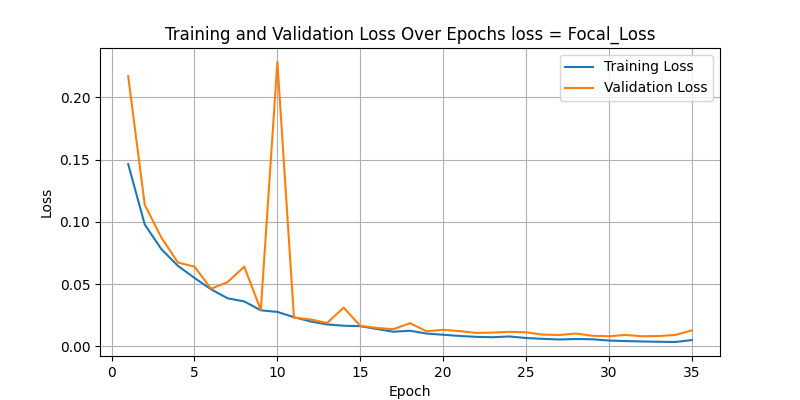 Training and Validation Loss Over Epochs loss = Focal_Loss
Training Loss
Validation Loss
0.20
0.15
0.10
0.05
0.00
Loss
0 5 10 15 20 25 30 35
Epoch